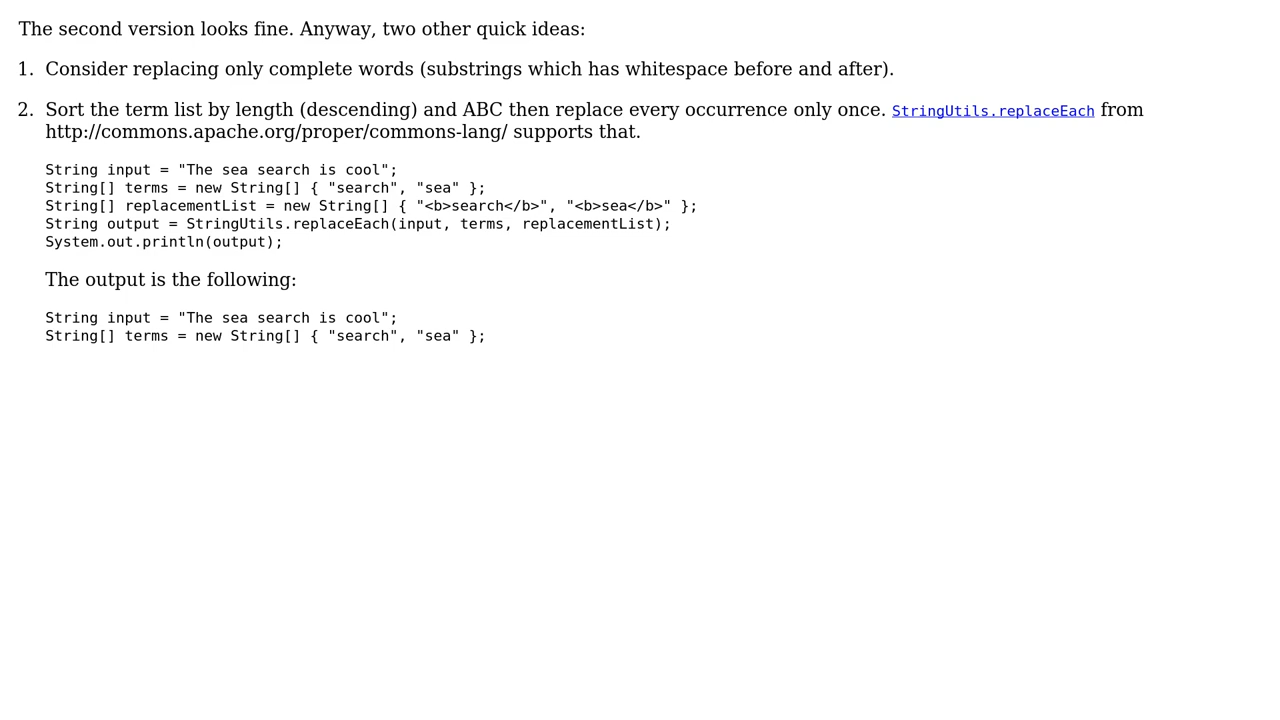 The second version looks fine. Anyway, two other quick ideas:
1. Consider replacing only complete words (substrings which has whitespace before and after).
2. Sort the term list by length (descending) and ABC then replace every occurrence only once. StringUtils.replaceEach from
http://commons.apache.org/proper/commons-lang/ supports that.
String input = "The sea search is cool";
String[] terms = new String[] { "search", "sea" };
String[] replacementList = new String[] { "<b>search</b>", "<b>sea</b>" };
String output = StringUtils.replaceEach(input, terms, replacementList);
System.out.println(output);
The output is the following:
String input = "The sea search is cool";
String[] terms = new String[] { "search", "sea" };